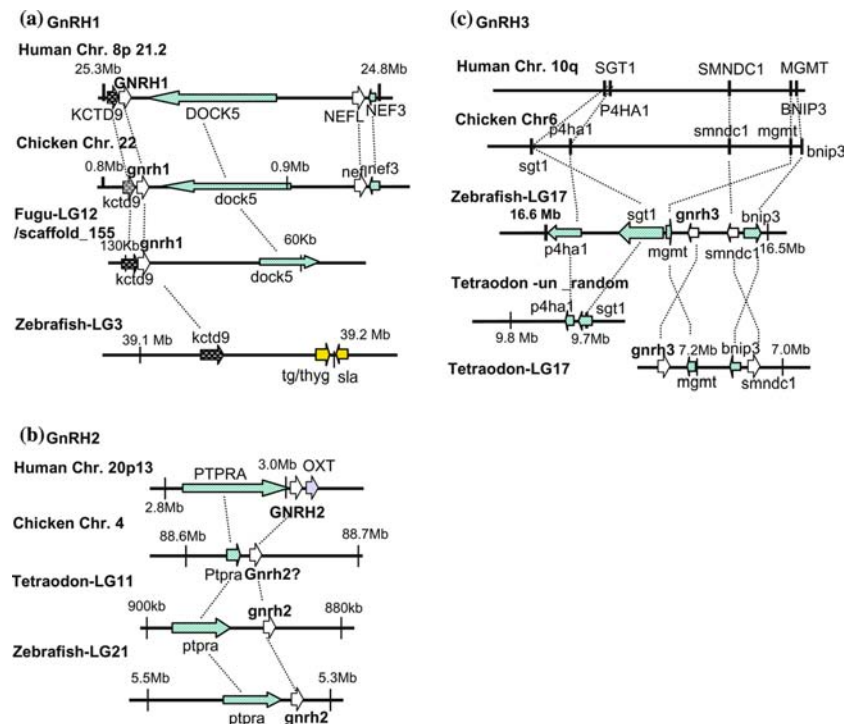 (a) GnRH1
Human Chr. 8p 21.2
25.3Mb GNRH1 24.8Mb
KCTD9 DOCK5 NEFL NEF3
Chicken Chr. 22
0.8Mb gnrh1 0.9Mb nefl nef3
kctd9 dock5
Fugu-LG12
/scaffold_155 gnrh1
130Kb 60Kb
kctd9 dock5
Zebrafish-LG3
39.1 Mb kctd9 39.2 Mb
tg/thyg sla
(b) GnRH2
Human Chr. 20p13
PTPRA 3.0Mb OXT
2.8Mb GNRH2
Chicken Chr. 4
88.6Mb 88.7Mb
Ptpra Gnrh2?
Tetraodon-LG11
900kb gnrh2 880kb
ptpra
Zebrafish-LG21
5.5Mb 5.3Mb
ptpra gnrh2
(c) GnRH3
Human Chr. 10q SGT1 SMNDC1 MGMT
P4HA1 BNIP3
Chicken Chr6
p4ha1 smndc1 mgmt
sgt1 bnip3
Zebrafish-LG17
16.6 Mb sgt1 gnrh3 bnip3
p4ha1 mgmt smndc1 16.5Mb
Tetraodon -un_random
p4ha1 sgt1
9.8 Mb 9.7Mb
gnrh3 7.2Mb bnip3 7.0Mb
Tetraodon-LG17 mgmt smndc1